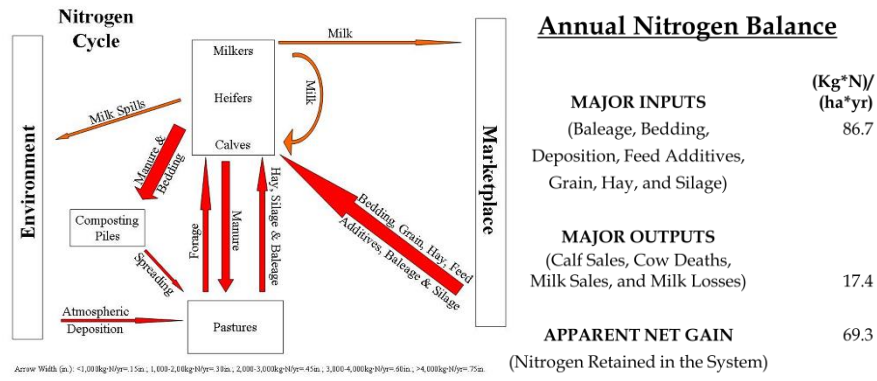 Nitrogen
Cycle
Environment
Marketplace
Milkers
Heifers
Calves
Milk
Milk
Milk Spills
Manure &
Bedding
Composting
Piles
Spreading
Forage
Manure
Hay, Silage & Baleage
Bedding, Grain, Hay, Feed
Additives, Baleage & Silage
Atmospheric
Deposition
Pastures
Annual Nitrogen Balance
(Kg*N)/
(ha*yr)
MAJOR INPUTS
(Baleage, Bedding, 86.7
Deposition, Feed Additives,
Grain, Hay, and Silage)
MAJOR OUTPUTS
(Calf Sales, Cow Deaths,
Milk Sales, and Milk Losses) 17.4
APPARENT NET GAIN 69.3
(Nitrogen Retained in the System)
Arrow Width (in.): <1,000kg·N/yr=.15in.; 1,000-2,00kg·N/yr=.30in.; 2,000-3,000kg·N/yr=.45in.; 3,000-4,000kg·N/yr=.60in.; >4,000kg·N/yr=.75in.